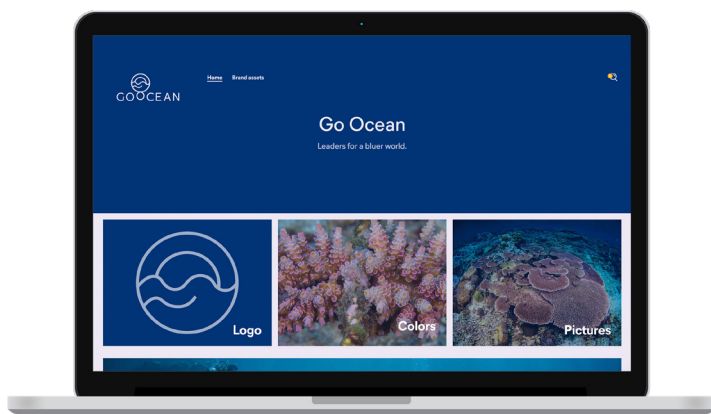 GOOCEAN
Home
Brand assets
Go Ocean
Leaders for a bluer world.
Logo
Colors
Pictures